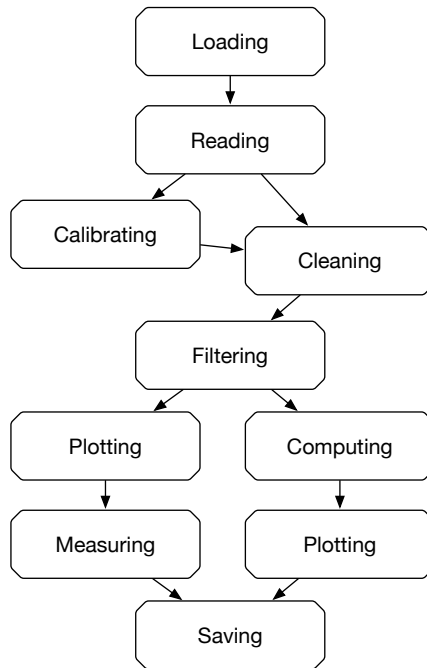 Loading
Reading
Calibrating
Cleaning
Filtering
Plotting
Computing
Measuring
Plotting
Saving